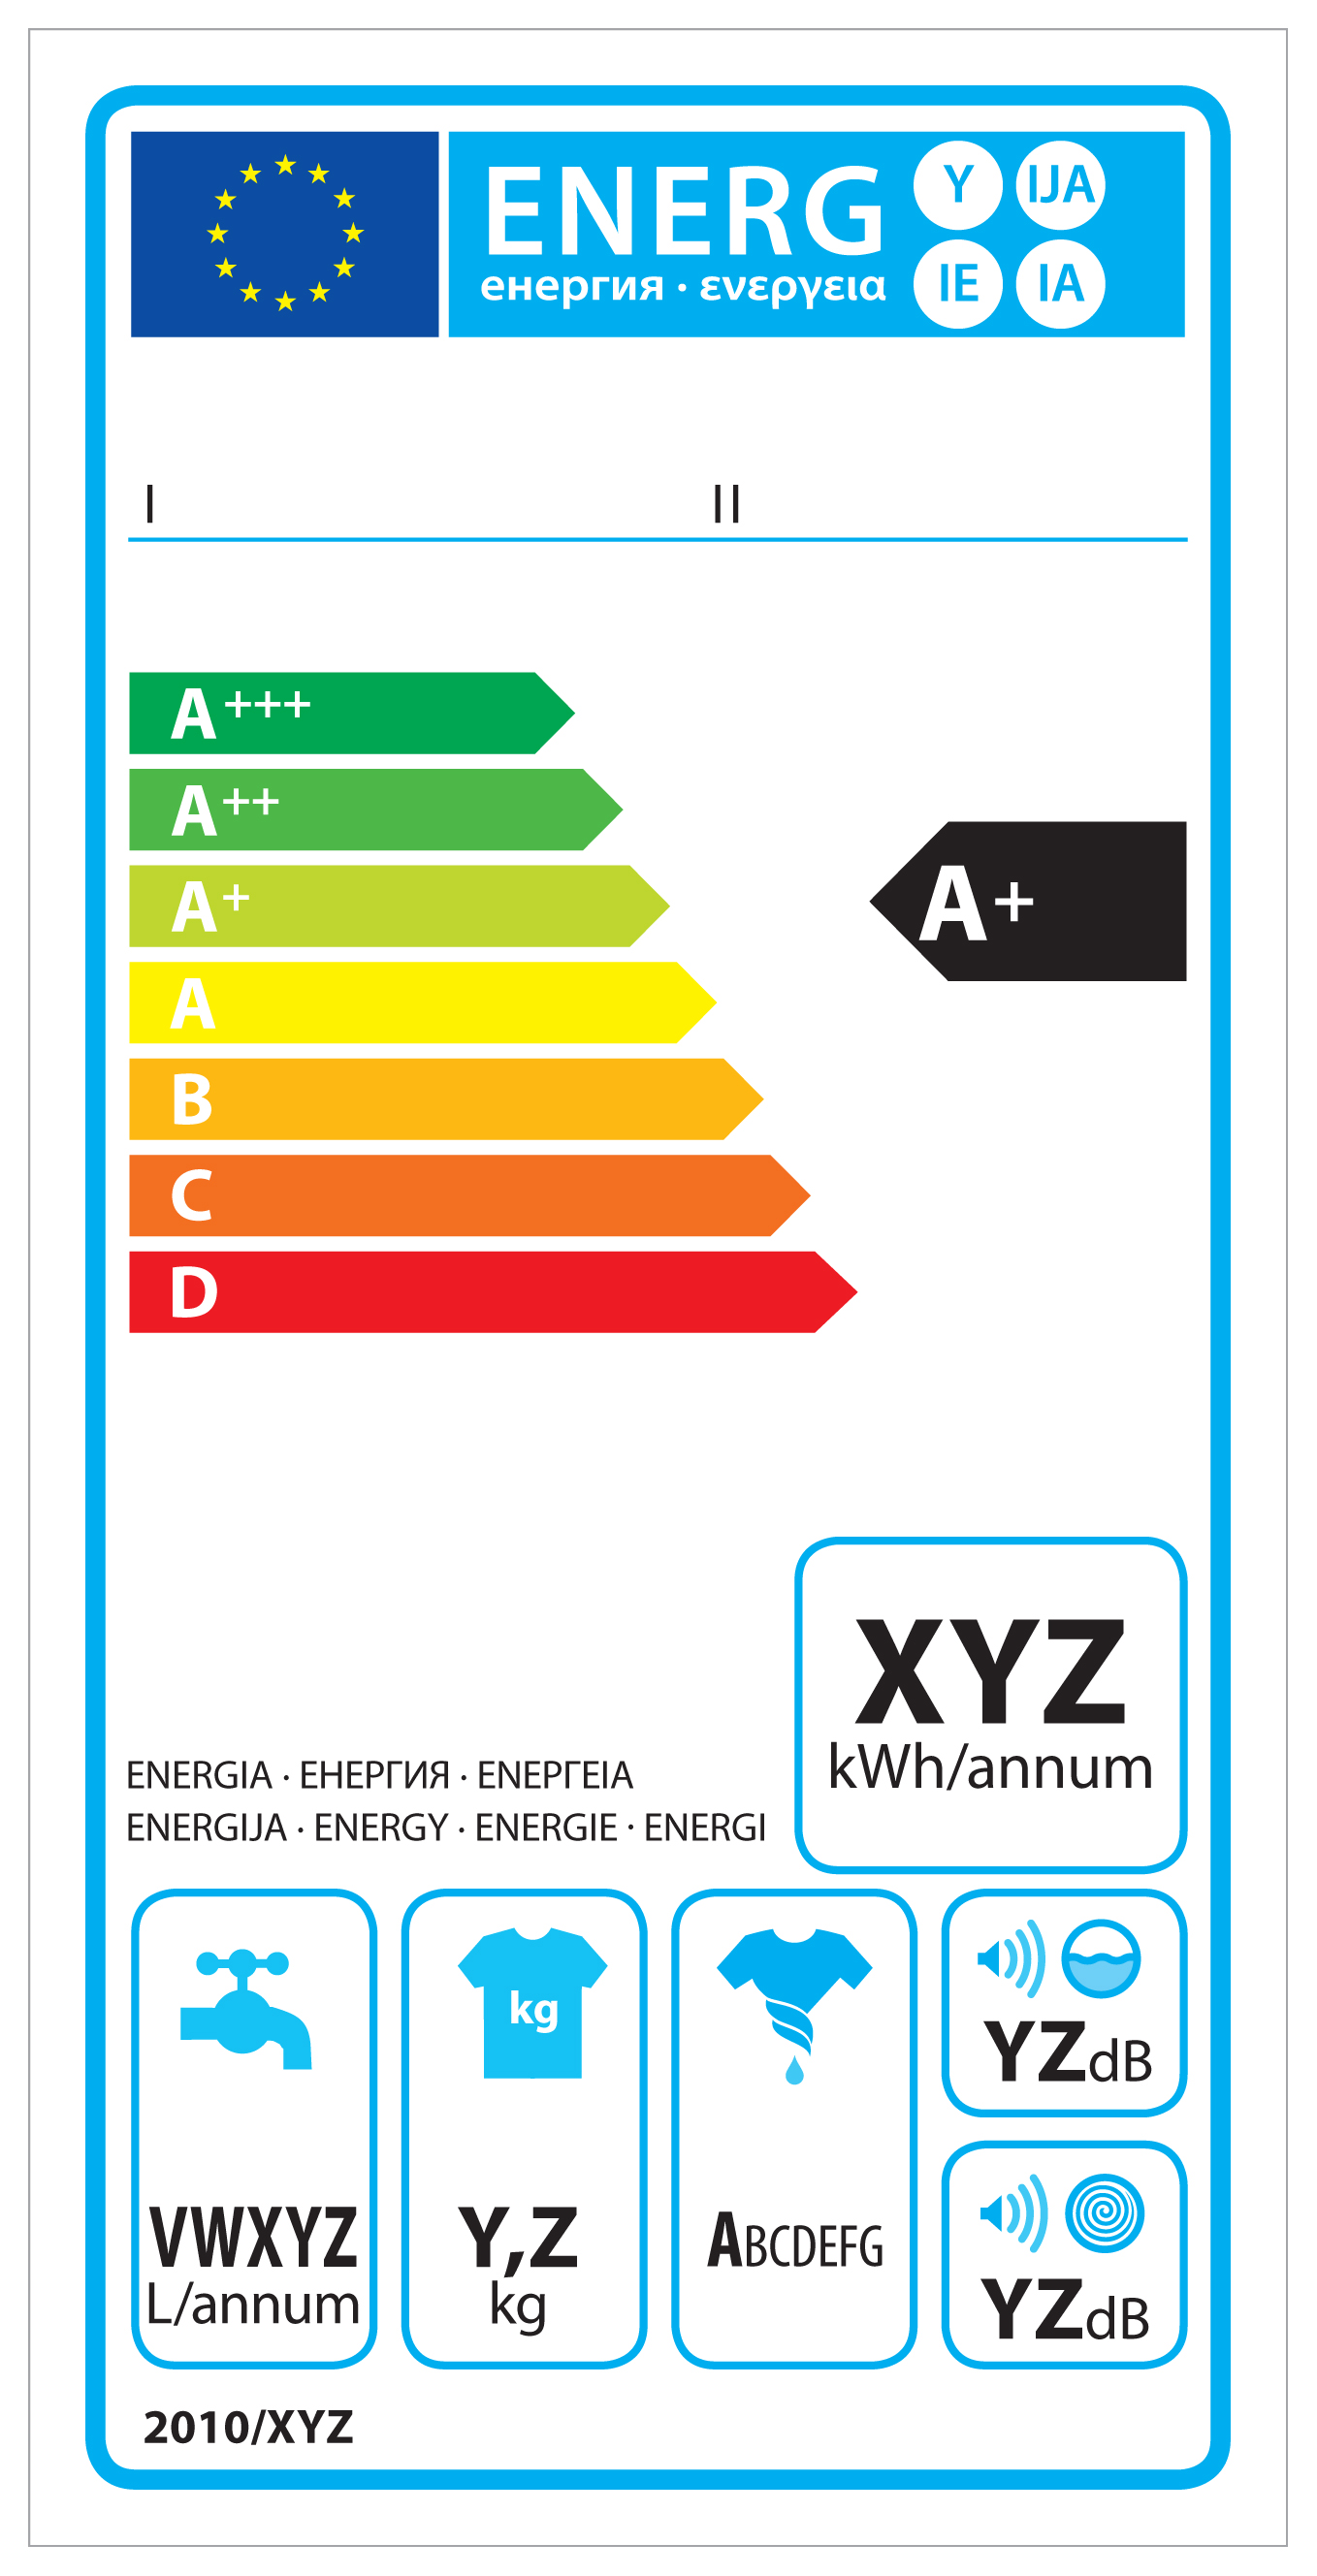 ENERG
енергия · ενεργεια
Y IJA
IE IA
I II
A+++
A++
A+
A
B
C
D
A+
XYZ
kWh/annum
ENERGIA · ЕНЕРГИЯ · ΕΝΕΡΓΕΙΑ
ENERGIJA · ENERGY · ENERGIE · ENERGI
kg
VWXYZ
L/annum
Y,Z
kg
ABCDEFG
YZdB
YZdB
2010/XYZ